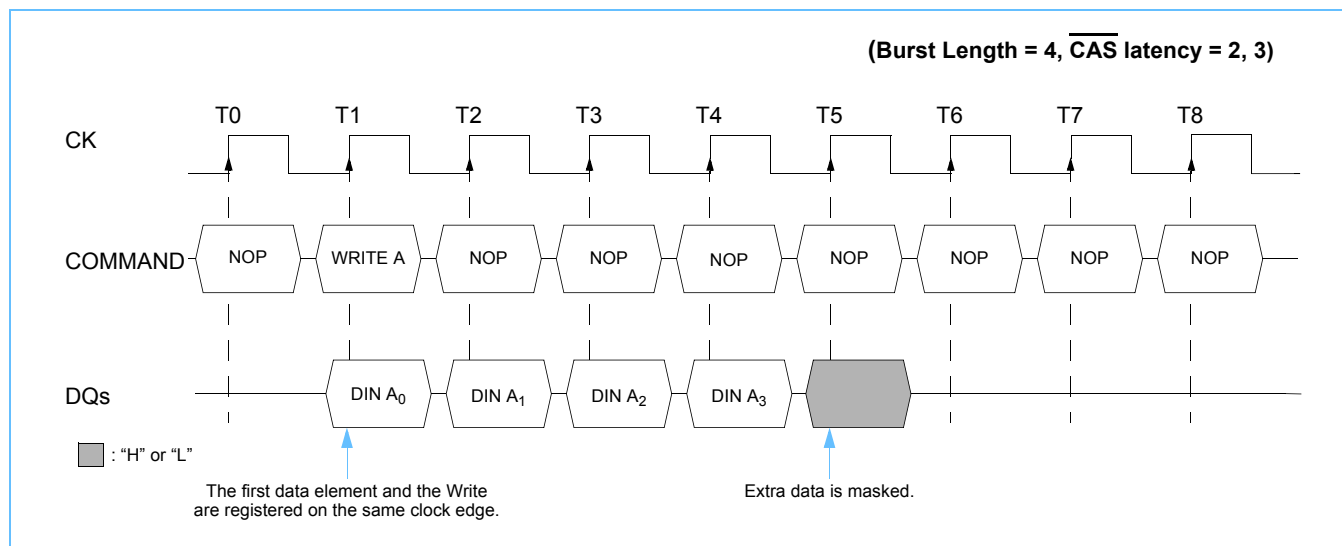 (Burst Length = 4, CAS latency = 2, 3)
T0 T1 T2 T3 T4 T5 T6 T7 T8
CK
COMMAND NOP WRITE A NOP NOP NOP NOP NOP NOP NOP
DQs DIN A0 DIN A1 DIN A2 DIN A3
: “H” or “L”
The first data element and the Write
are registered on the same clock edge.
Extra data is masked.